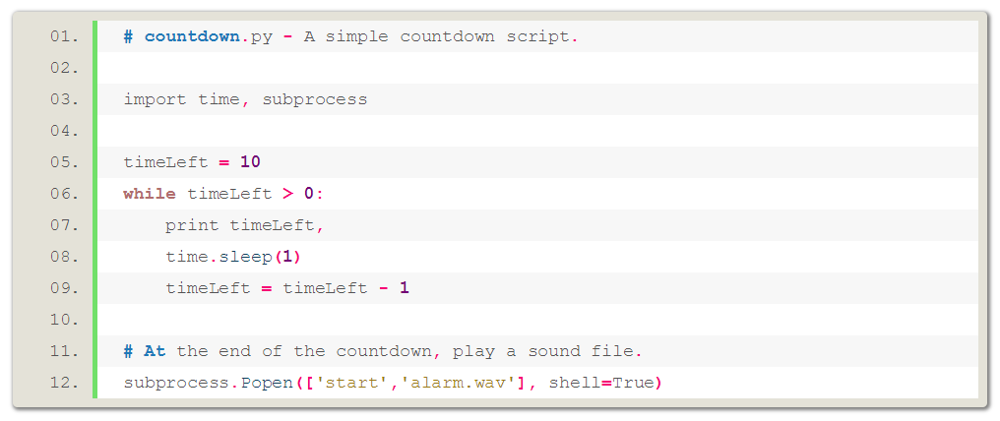 01. # countdown.py - A simple countdown script.
02.
03. import time, subprocess
04.
05. timeLeft = 10
06. while timeLeft > 0:
07.     print timeLeft,
08.     time.sleep(1)
09.     timeLeft = timeLeft - 1
10.
11. # At the end of the countdown, play a sound file.
12. subprocess.Popen(['start','alarm.wav'], shell=True)